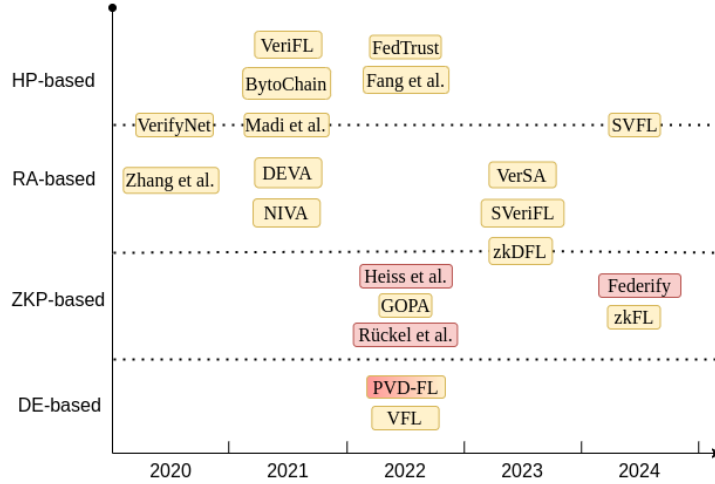 VeriFL
FedTrust
HP-based
BytoChain
Fang et al.
VerifyNet
Madi et al.
SVFL
RA-based
Zhang et al.
DEVA
VerSA
NIVA
SVeriFL
zkDFL
ZKP-based
Heiss et al.
Federify
GOPA
zkFL
Rückel et al.
DE-based
PVD-FL
VFL
2020
2021
2022
2023
2024